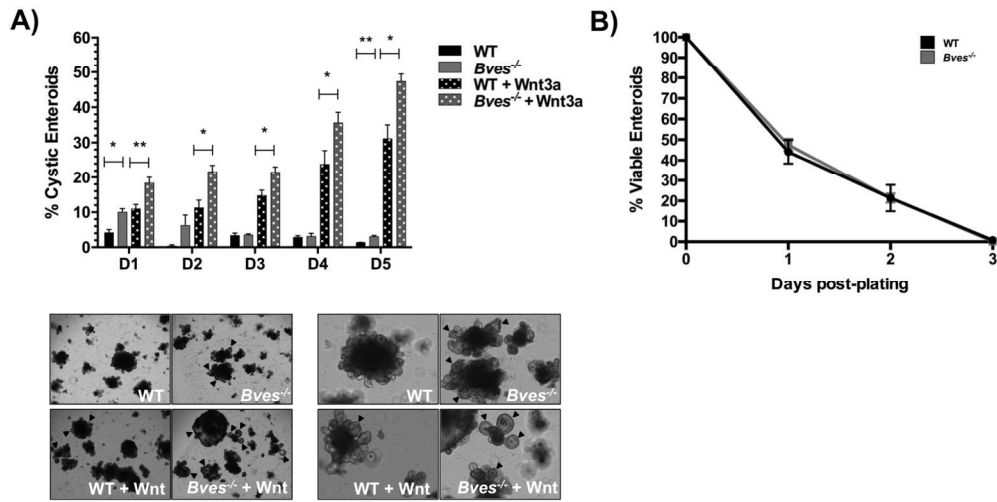 A)
% Cystic Enteroids
60
50
40
30
20
10
0
D1 D2 D3 D4 D5
* ** * * * ** *
WT
Bves-/-
WT + Wnt3a
Bves-/- + Wnt3a
B)
% Viable Enteroids
100
90
80
70
60
50
40
30
20
10
0
0 1 2 3
Days post-plating
WT
Bves-/-
WT Bves-/- WT Bves-/-
WT + Wnt Bves-/- + Wnt WT + Wnt Bves-/- + Wnt